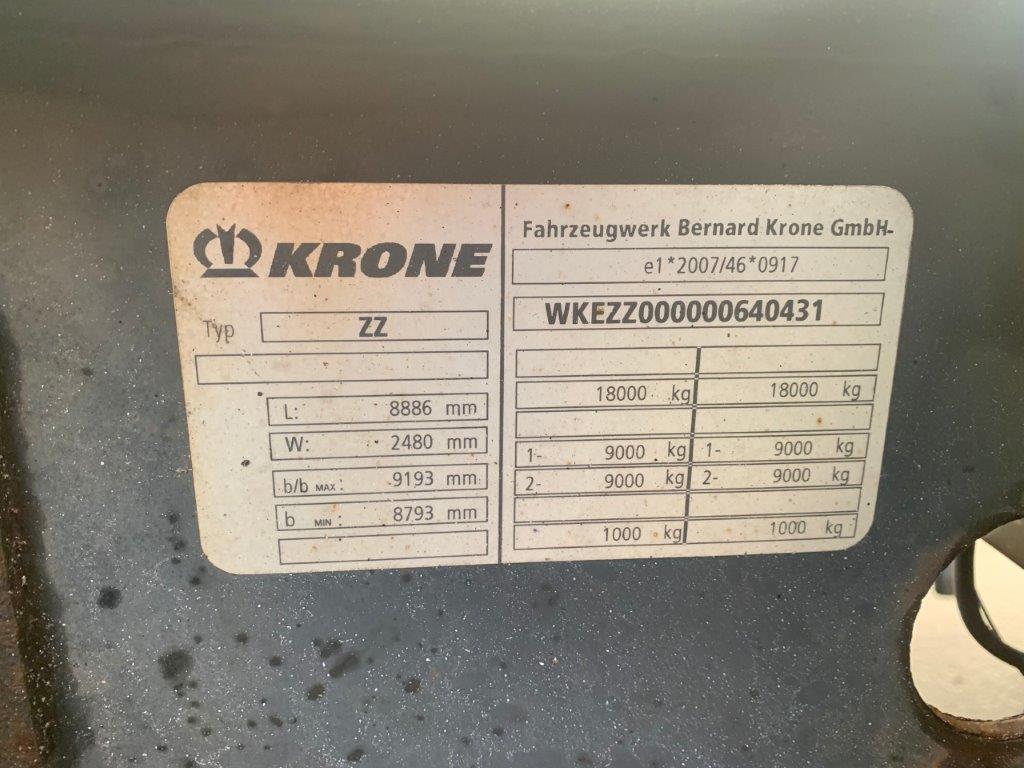 KRONE
Typ ZZ
L: 8886 mm
W: 2480 mm
b/b MAX: 9193 mm
b MIN: 8793 mm
Fahrzeugwerk Bernard Krone GmbH
e1*2007/46*0917
WKEZZ000000640431
18000 kg 18000 kg
1- 9000 kg 1- 9000 kg
2- 9000 kg 2- 9000 kg
1000 kg 1000 kg